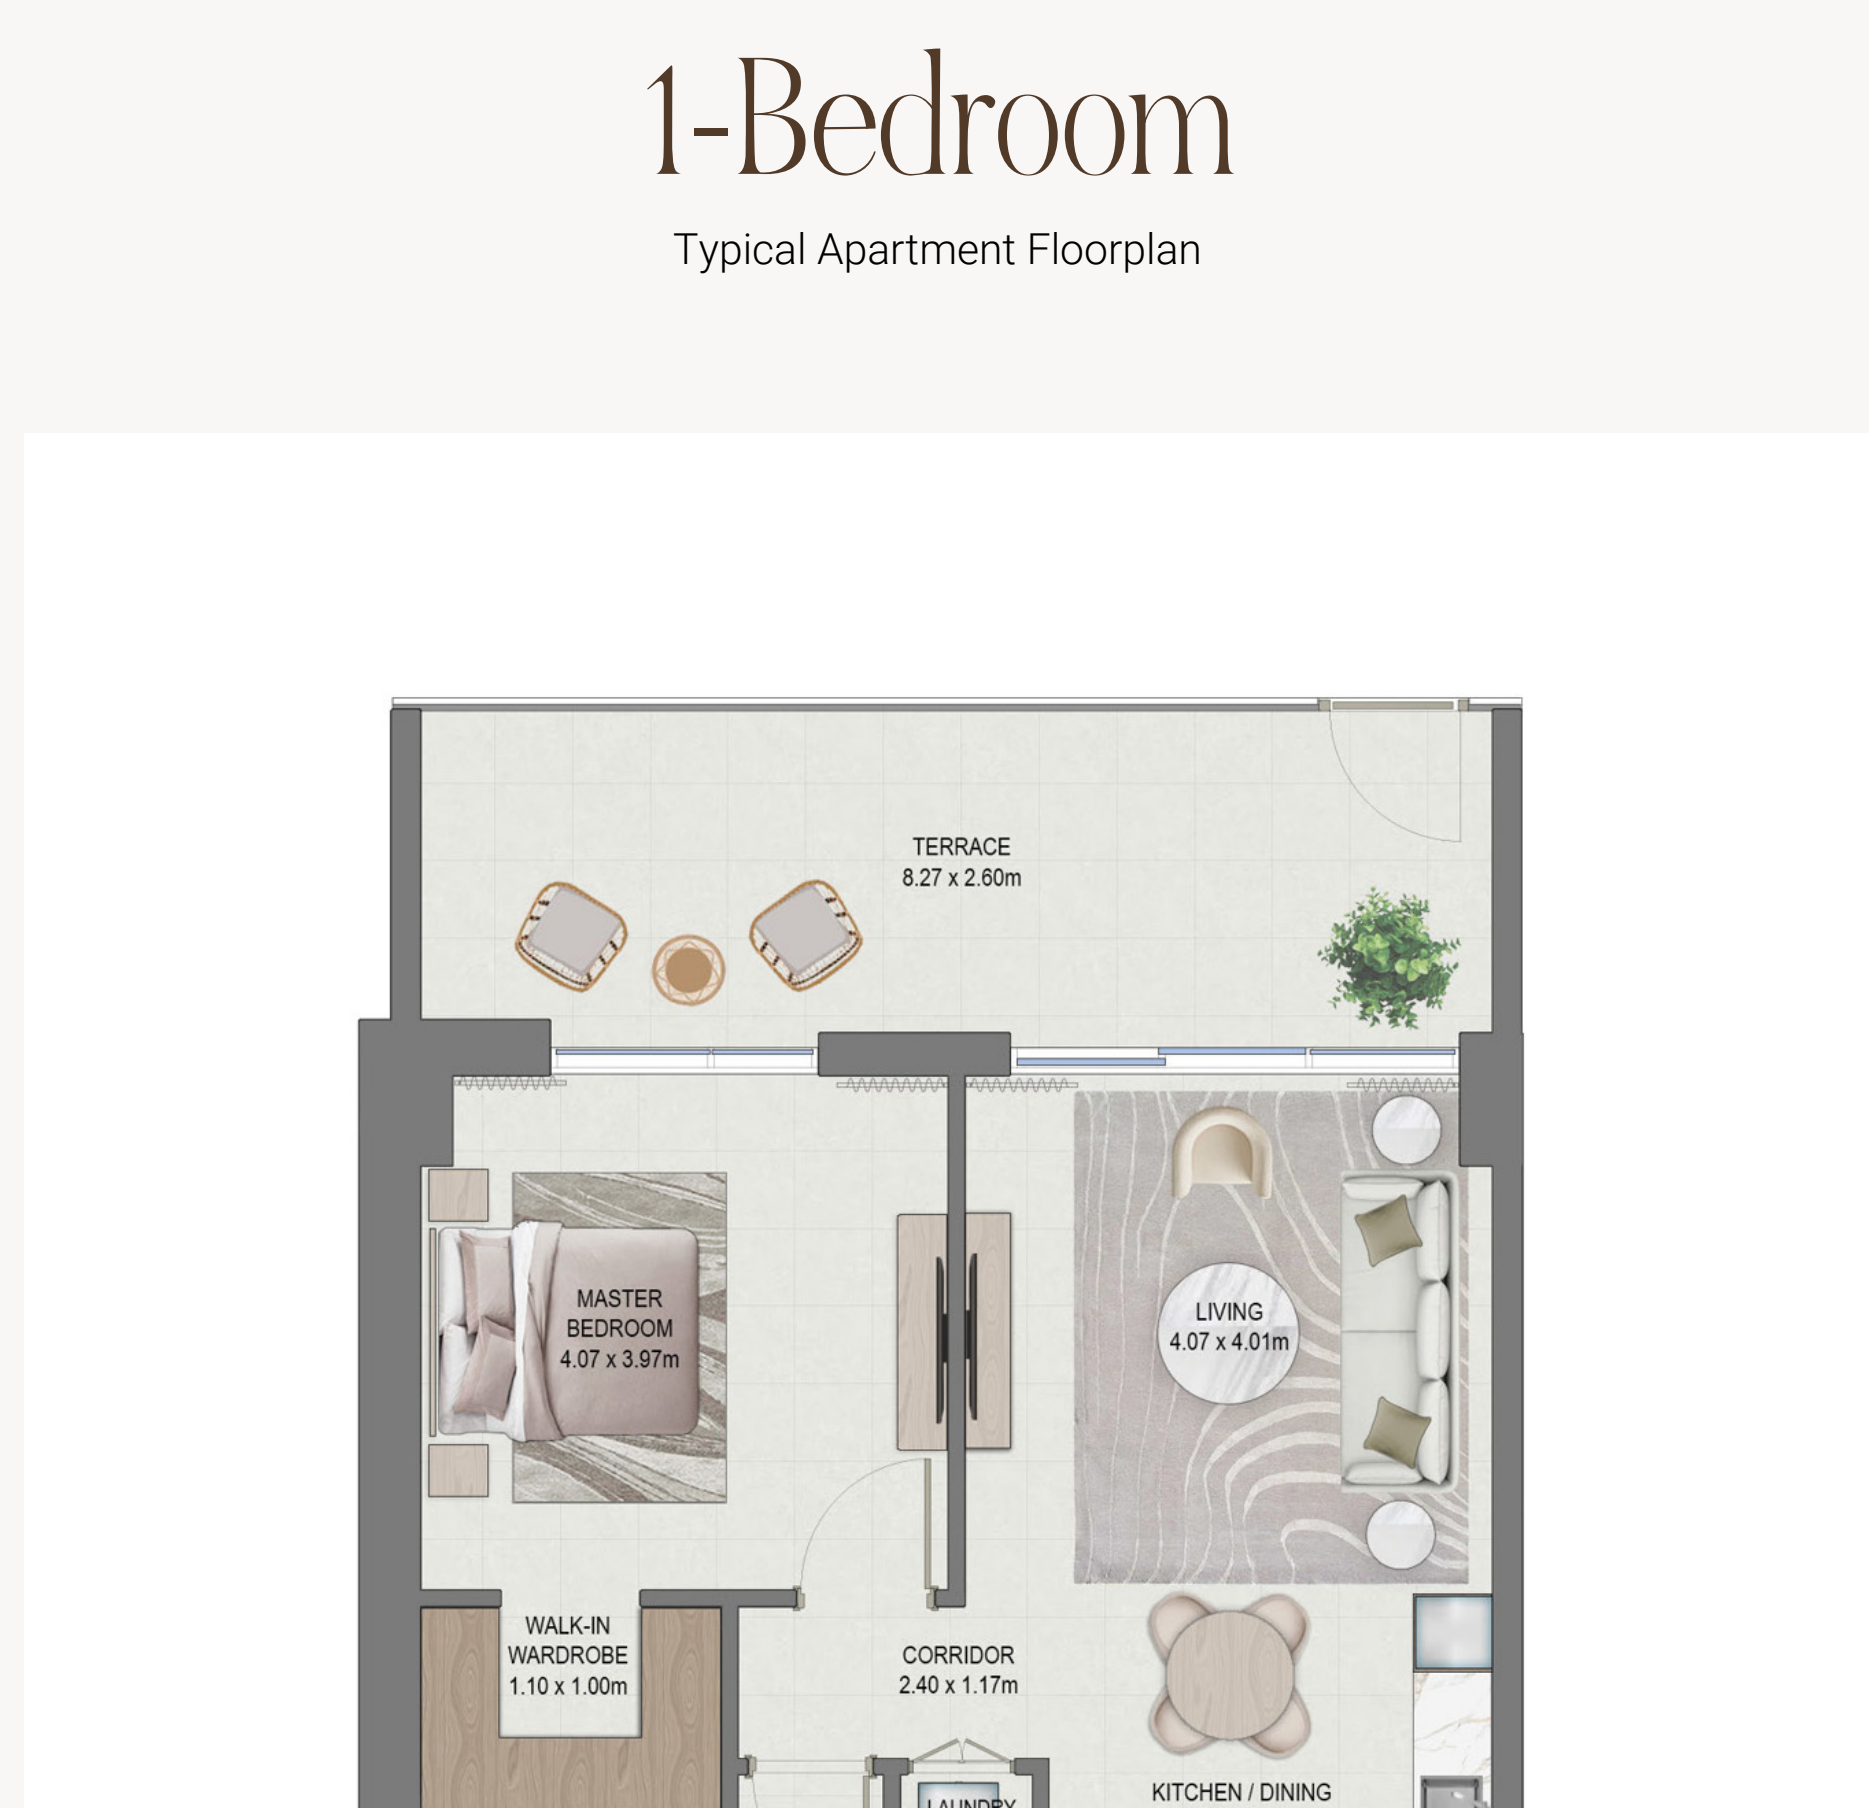 1-Bedroom
Typical Apartment Floorplan
TERRACE
8.27 x 2.60m
MASTER
BEDROOM
4.07 x 3.97m
LIVING
4.07 x 4.01m
WALK-IN
WARDROBE
1.10 x 1.00m
CORRIDOR
2.40 x 1.17m
KITCHEN / DINING
LAUNDRY